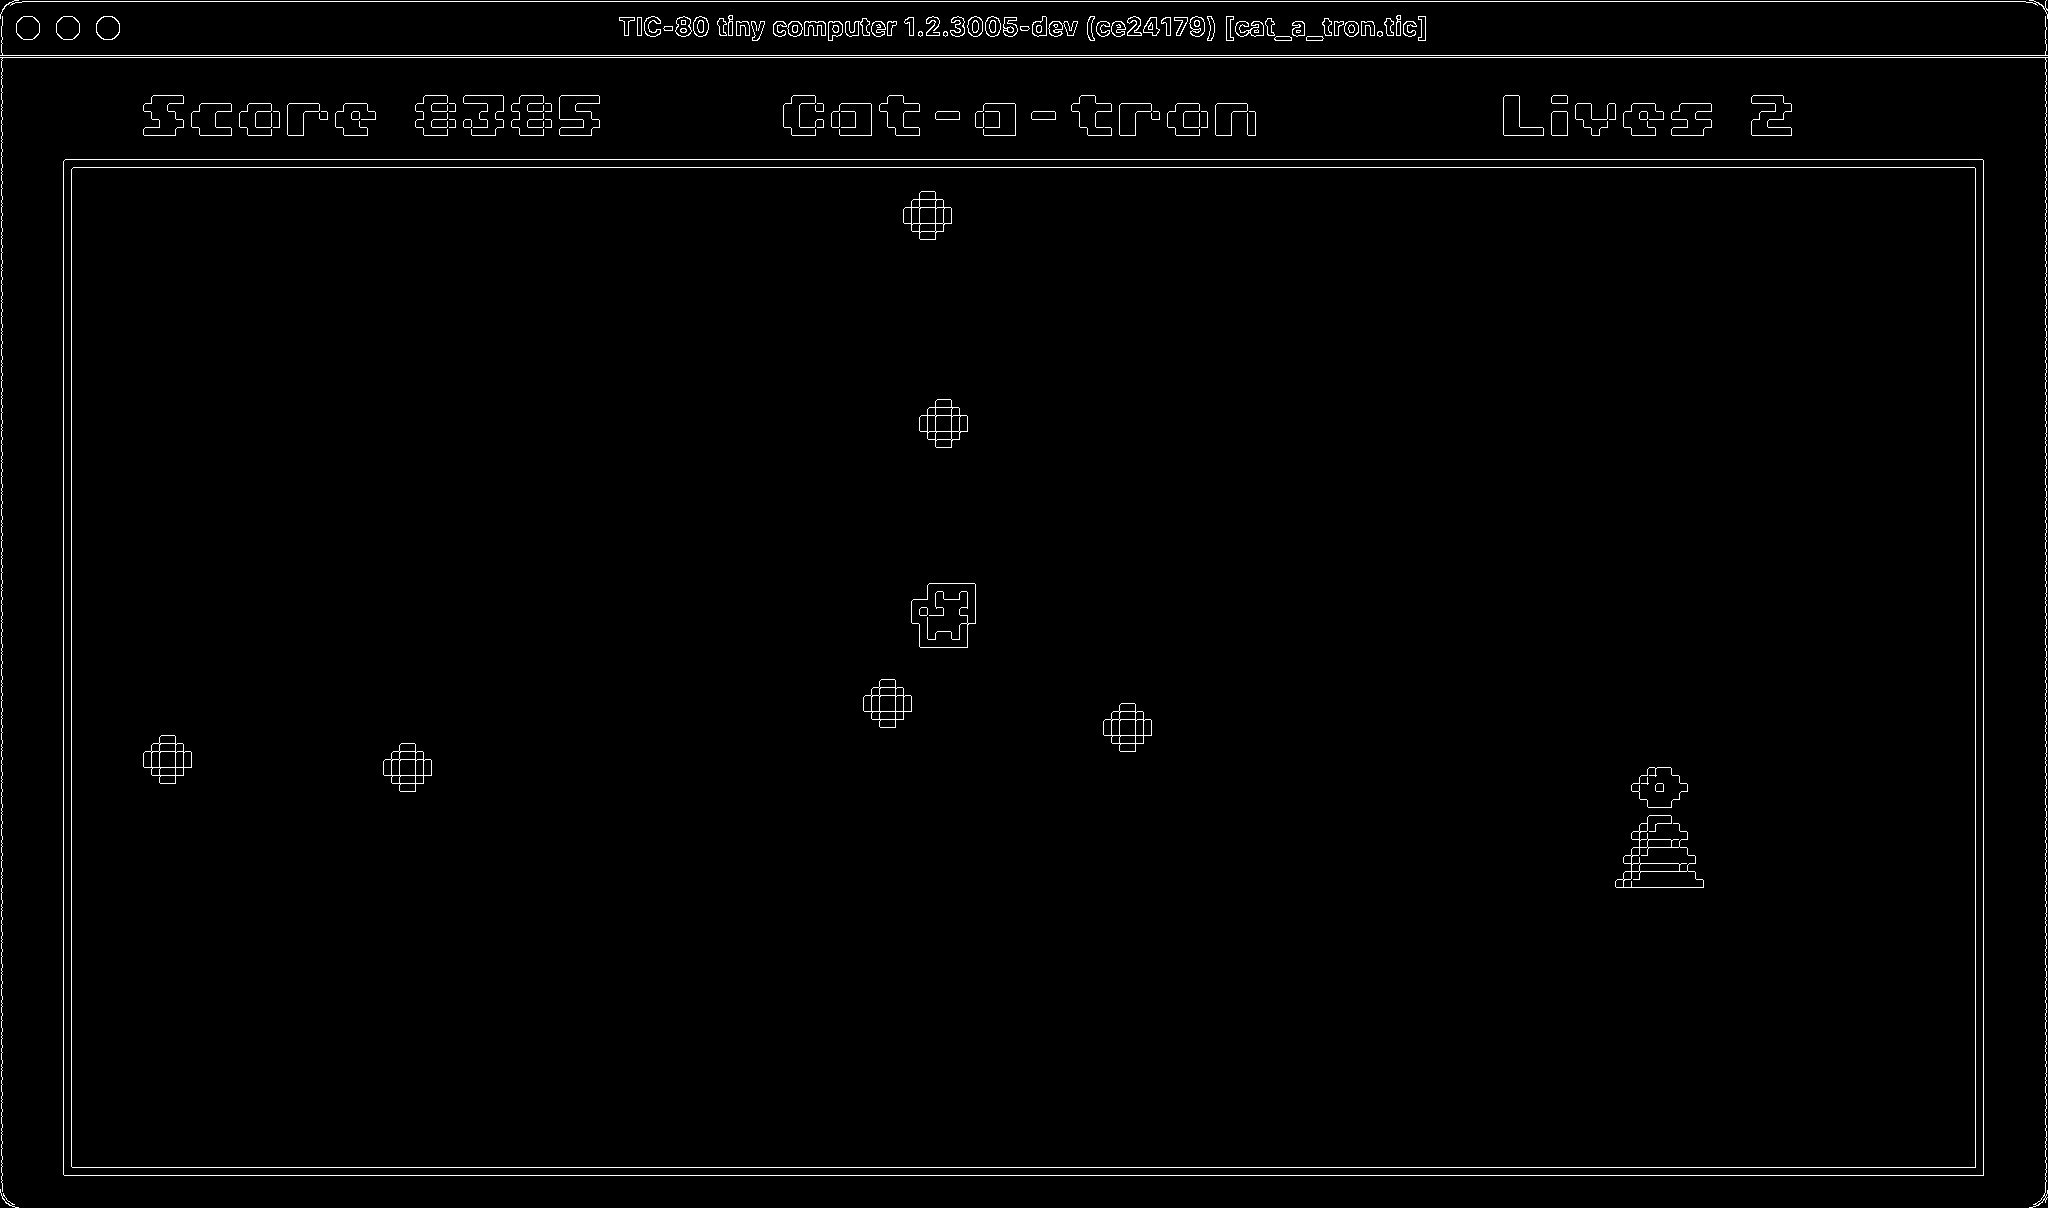 TIC-80 tiny computer 1.2.3005-dev (ce24179) [cat_a_tron.tic]
Score 8385 Cat-a-tron Lives 2